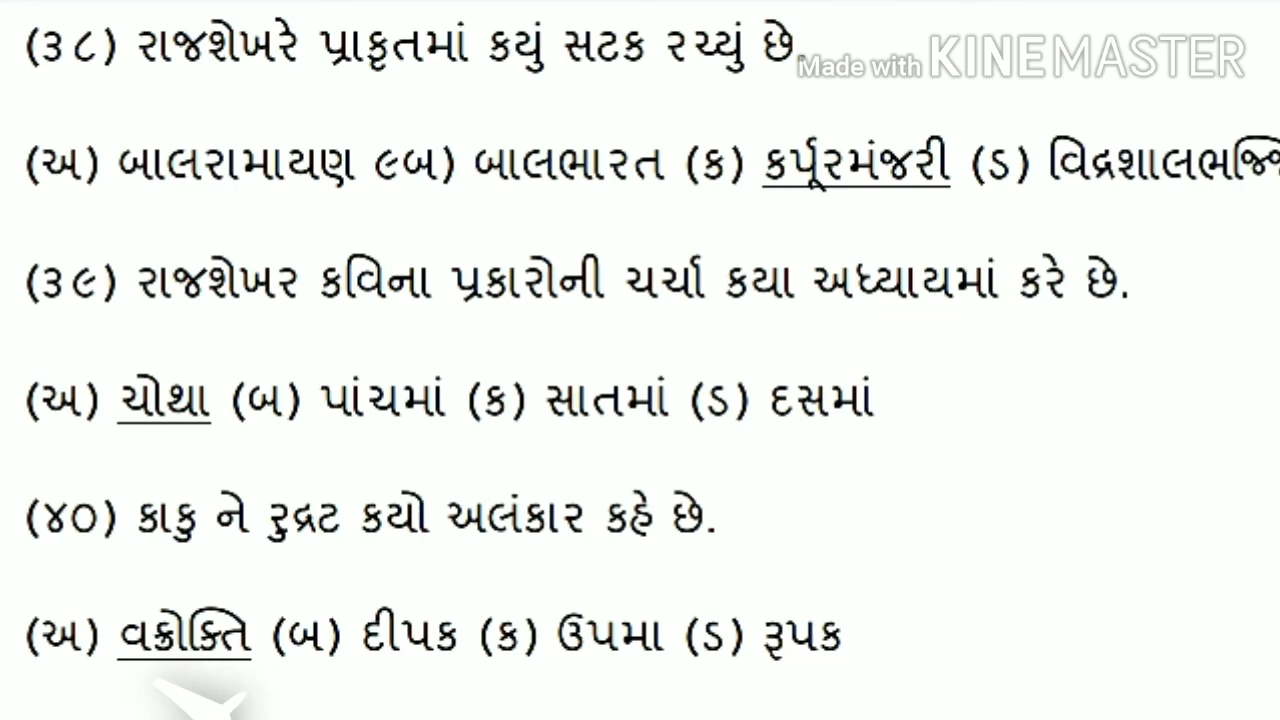 (૩૮) રાજશેખરે પ્રાકૃતમાં કયું સટક રચ્યું છે.
Made with KINEMASTER
(અ) બાલરામાયણ ૯બ) બાલભારત (ક) કર્પૂરમંજરી (ડ)
(૩૯) રાજશેખર કવિના પ્રકારોની ચર્ચા કયા અધ્યાયમાં કરે છે.
(અ) ચોથા (બ) પાંચમાં (ક) સાતમાં (ડ) દસમાં
(૪૦) કાકુ ને રુદ્રટ કયો અલંકાર કહે છે.
(અ) વક્રોક્તિ (બ) દીપક (ક) ઉપમા (ડ) રૂપક